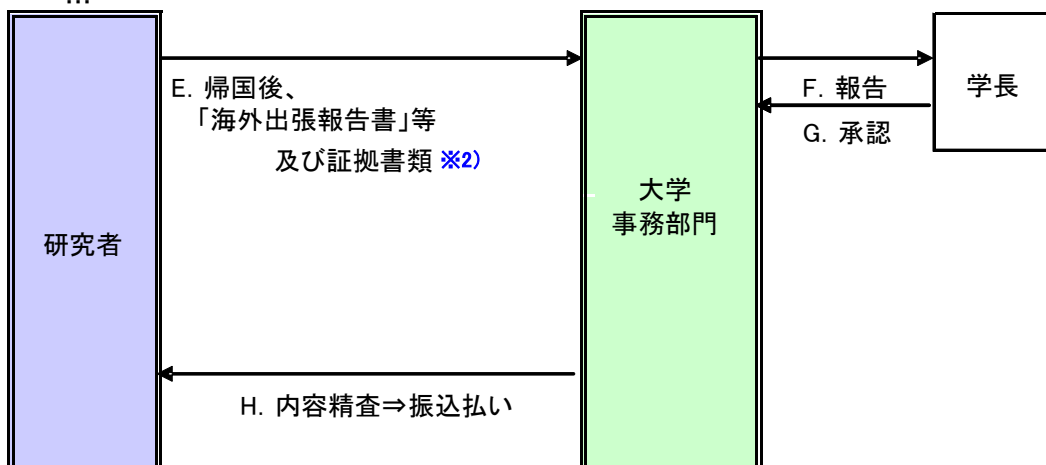 E. 帰国後、
「海外出張報告書」等
及び証拠書類 ※2)
F. 報告
G. 承認
学長
大学
事務部門
研究者
H. 内容精査⇒振込払い